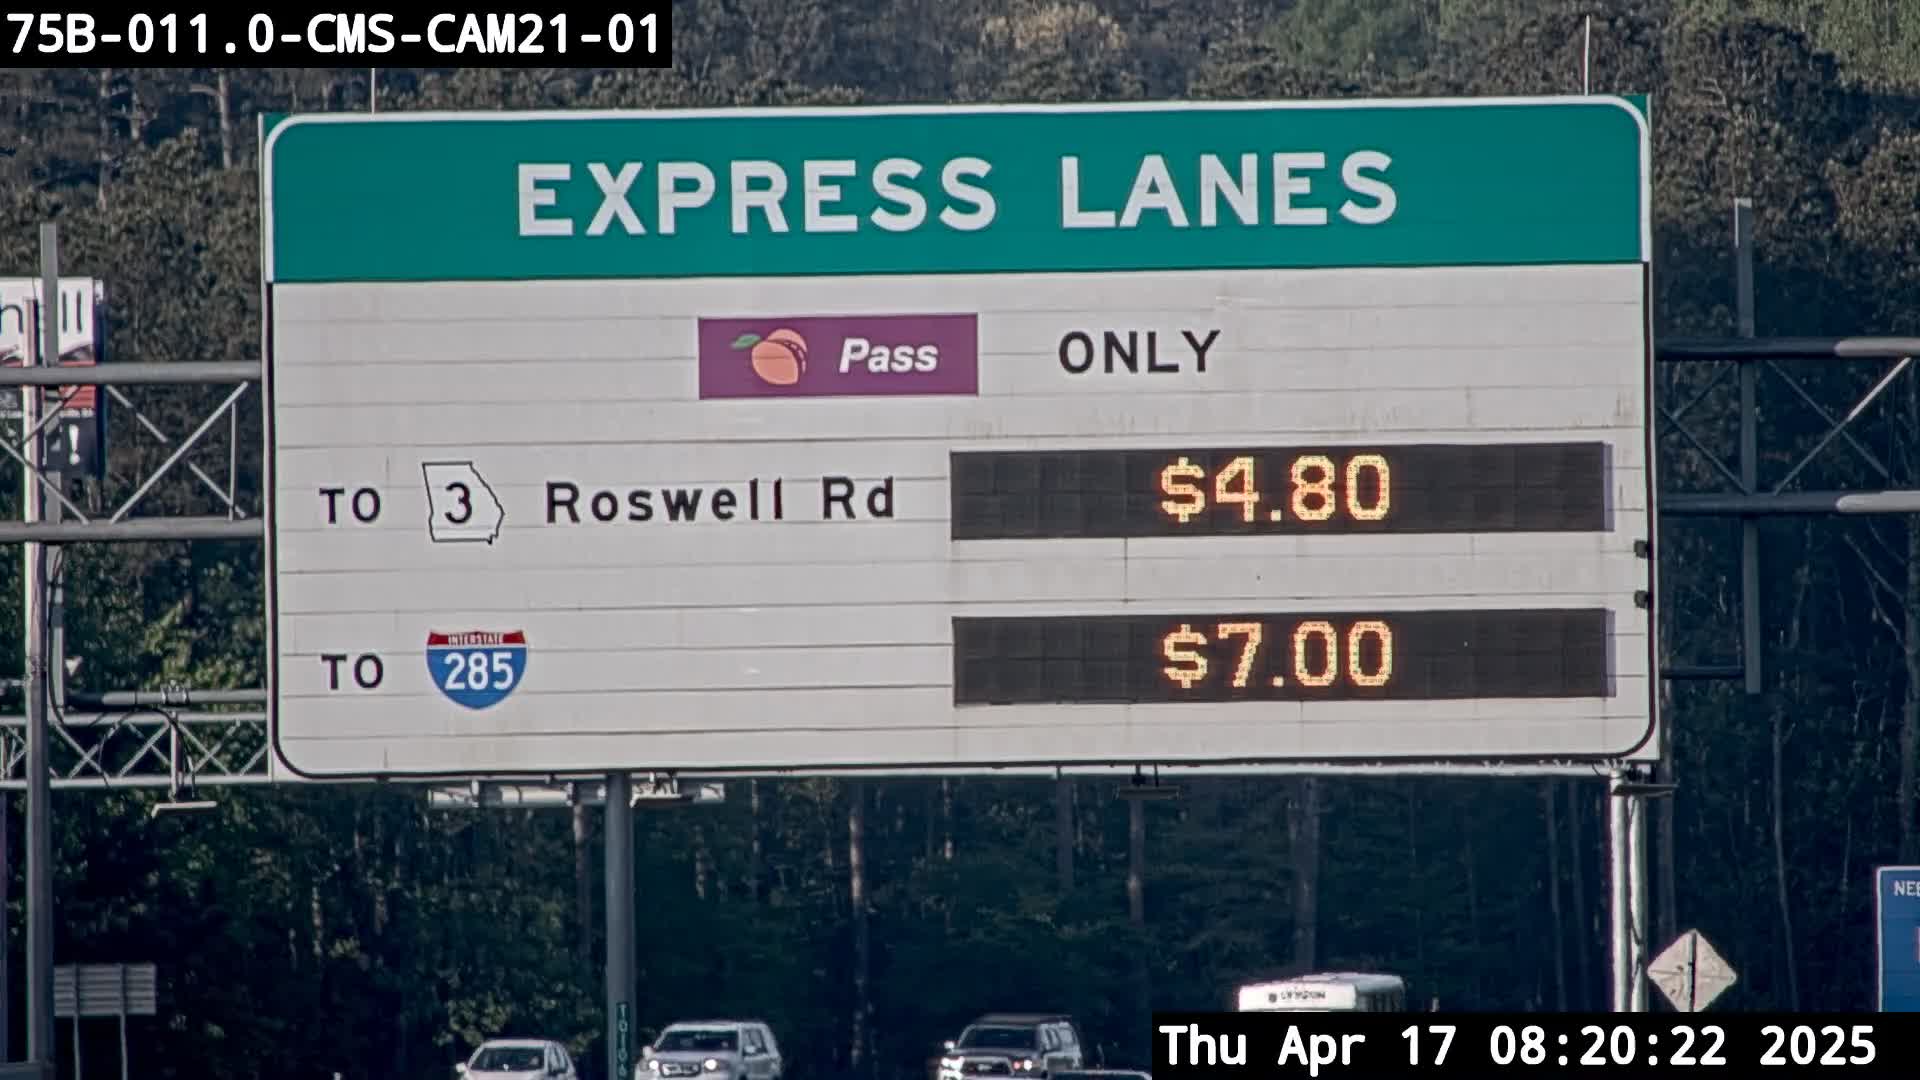 75B-011.0-CMS-CAM21-01
EXPRESS LANES
Pass ONLY
TO 3 Roswell Rd $4.80
INTERSTATE
TO 285 $7.00
Thu Apr 17 08:20:22 2025